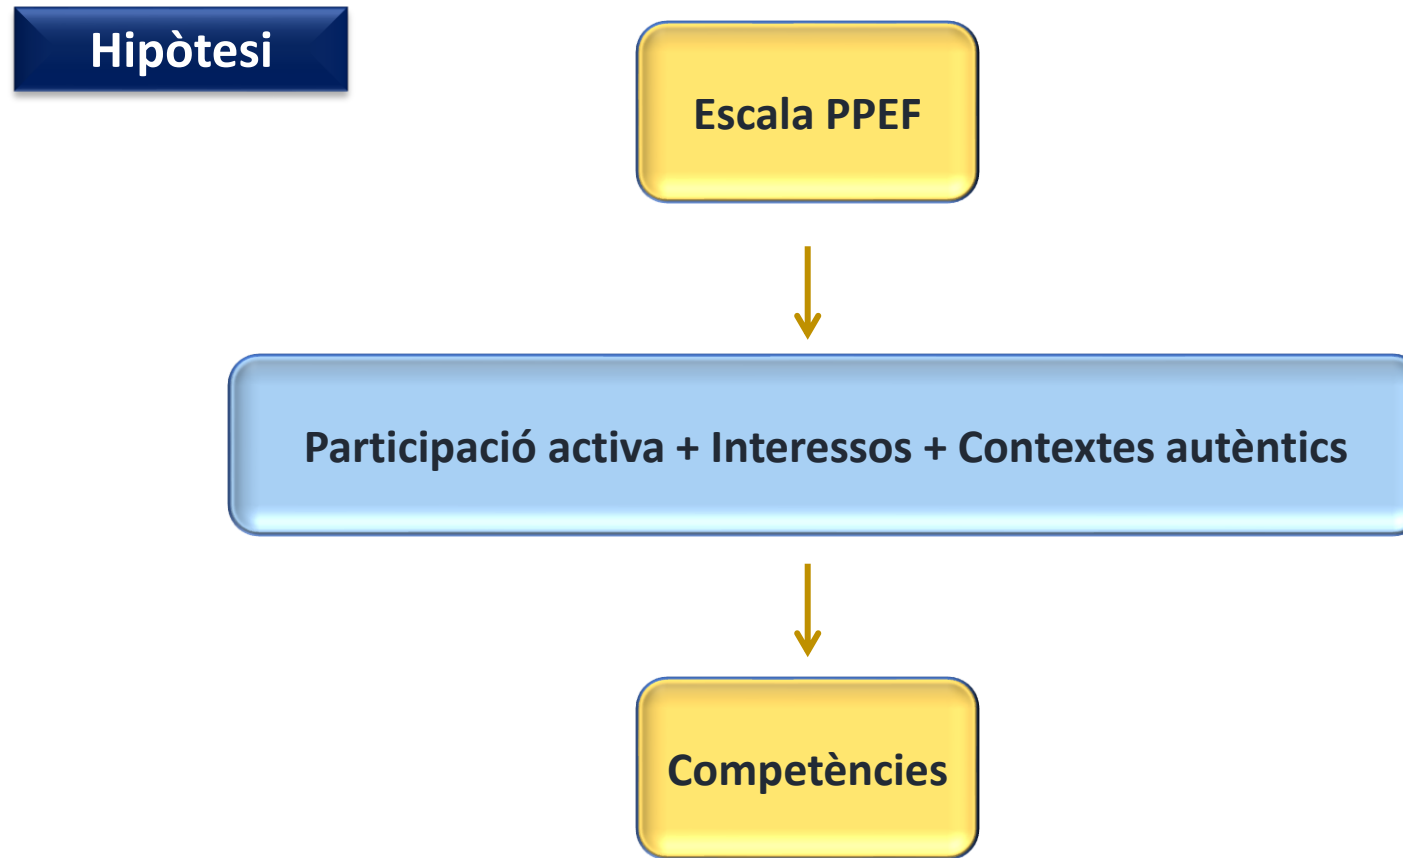 Hipòtesi
Escala PPEF
Participació activa + Interessos + Contextes autèntics
Competències